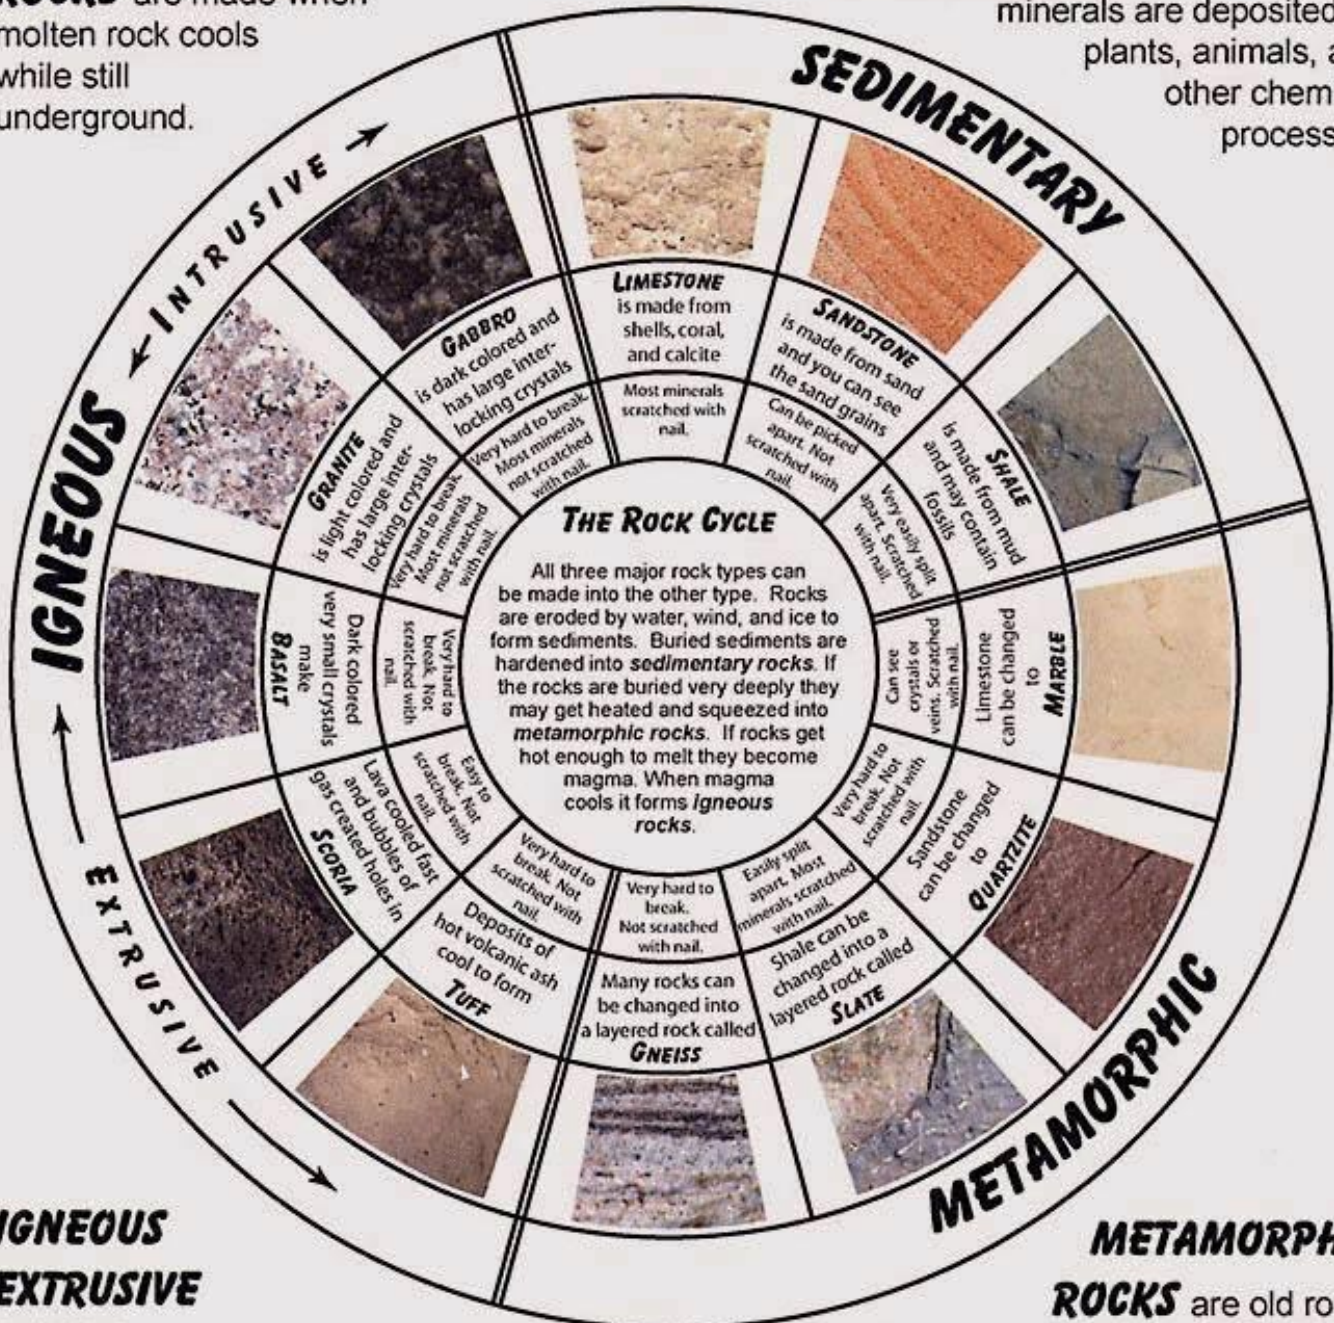 ROCKS are made when
molten rock cools
while still
underground.
minerals are deposited
plants, animals,
other
SEDIMENTARY
LIMESTONE
is made from
shells, coral,
and calcite
Most minerals
scratched with
nail.
SANDSTONE
is made from sand
and you can see
the sand grains
Can be picked
apart. Not
scratched with
nail.
SHALE
is made from mud
and may contain
fossils
Very easily split
apart. Scratched
with nail.
METAMORPHIC
MARBLE
Limestone
can be changed
to
Can see
crystals or
veins. Scratched
with nail.
Sandstone
can be changed
to
QUARTZITE
Very hard to
break. Not
scratched with
nail.
Easily split
apart. Most
minerals scratched
with nail.
Shale can be
changed into a
layered rock called
SLATE
Very hard to
break.
Not scratched
with nail.
Many rocks can
be changed into
a layered rock called
GNEISS
IGNEOUS
EXTRUSIVE
Very hard to
break. Not
scratched with
nail.
Deposits of
hot volcanic ash
cool to form
TUFF
Easy to
break. Not
scratched with
nail.
Lava cooled fast
and bubbles of
gas created holes in
SCORIA
Very hard to
break. Not
scratched with
nail.
Dark colored
very small crystals
make
BASALT
INTRUSIVE
GRANITE
is light colored and
has large inter-
locking crystals
Very hard to break.
Most minerals
not scratched
with nail.
GABBRO
is dark colored and
has large inter-
locking crystals
Very hard to break.
Most minerals
not scratched
with nail.
THE ROCK CYCLE
All three major rock types can
be made into the other type. Rocks
are eroded by water, wind, and ice to
form sediments. Buried sediments are
hardened into sedimentary rocks. If
the rocks are buried very deeply they
may get heated and squeezed into
metamorphic rocks. If rocks get
hot enough to melt they become
magma. When magma
cools it forms igneous
rocks.
IGNEOUS
EXTRUSIVE
ROCKS are old